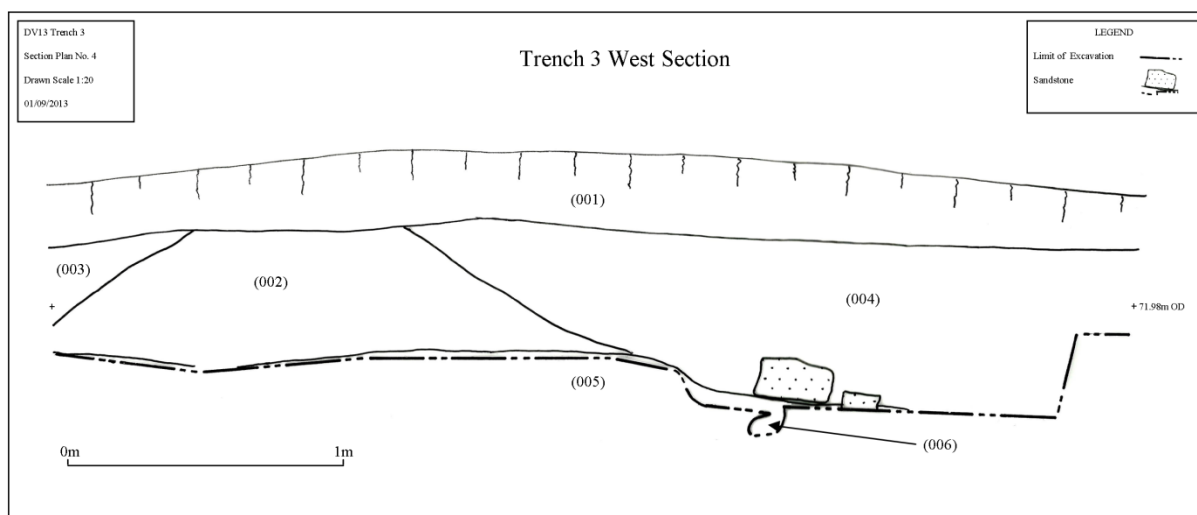 DV13 Trench 3
Section Plan No. 4
Drawn Scale 1:20
01/09/2013
Trench 3 West Section
LEGEND
Limit of Excavation
Sandstone
(001)
(003)
(002)
(004)
+
+ 71.98m OD
(005)
(006)
0m
1m